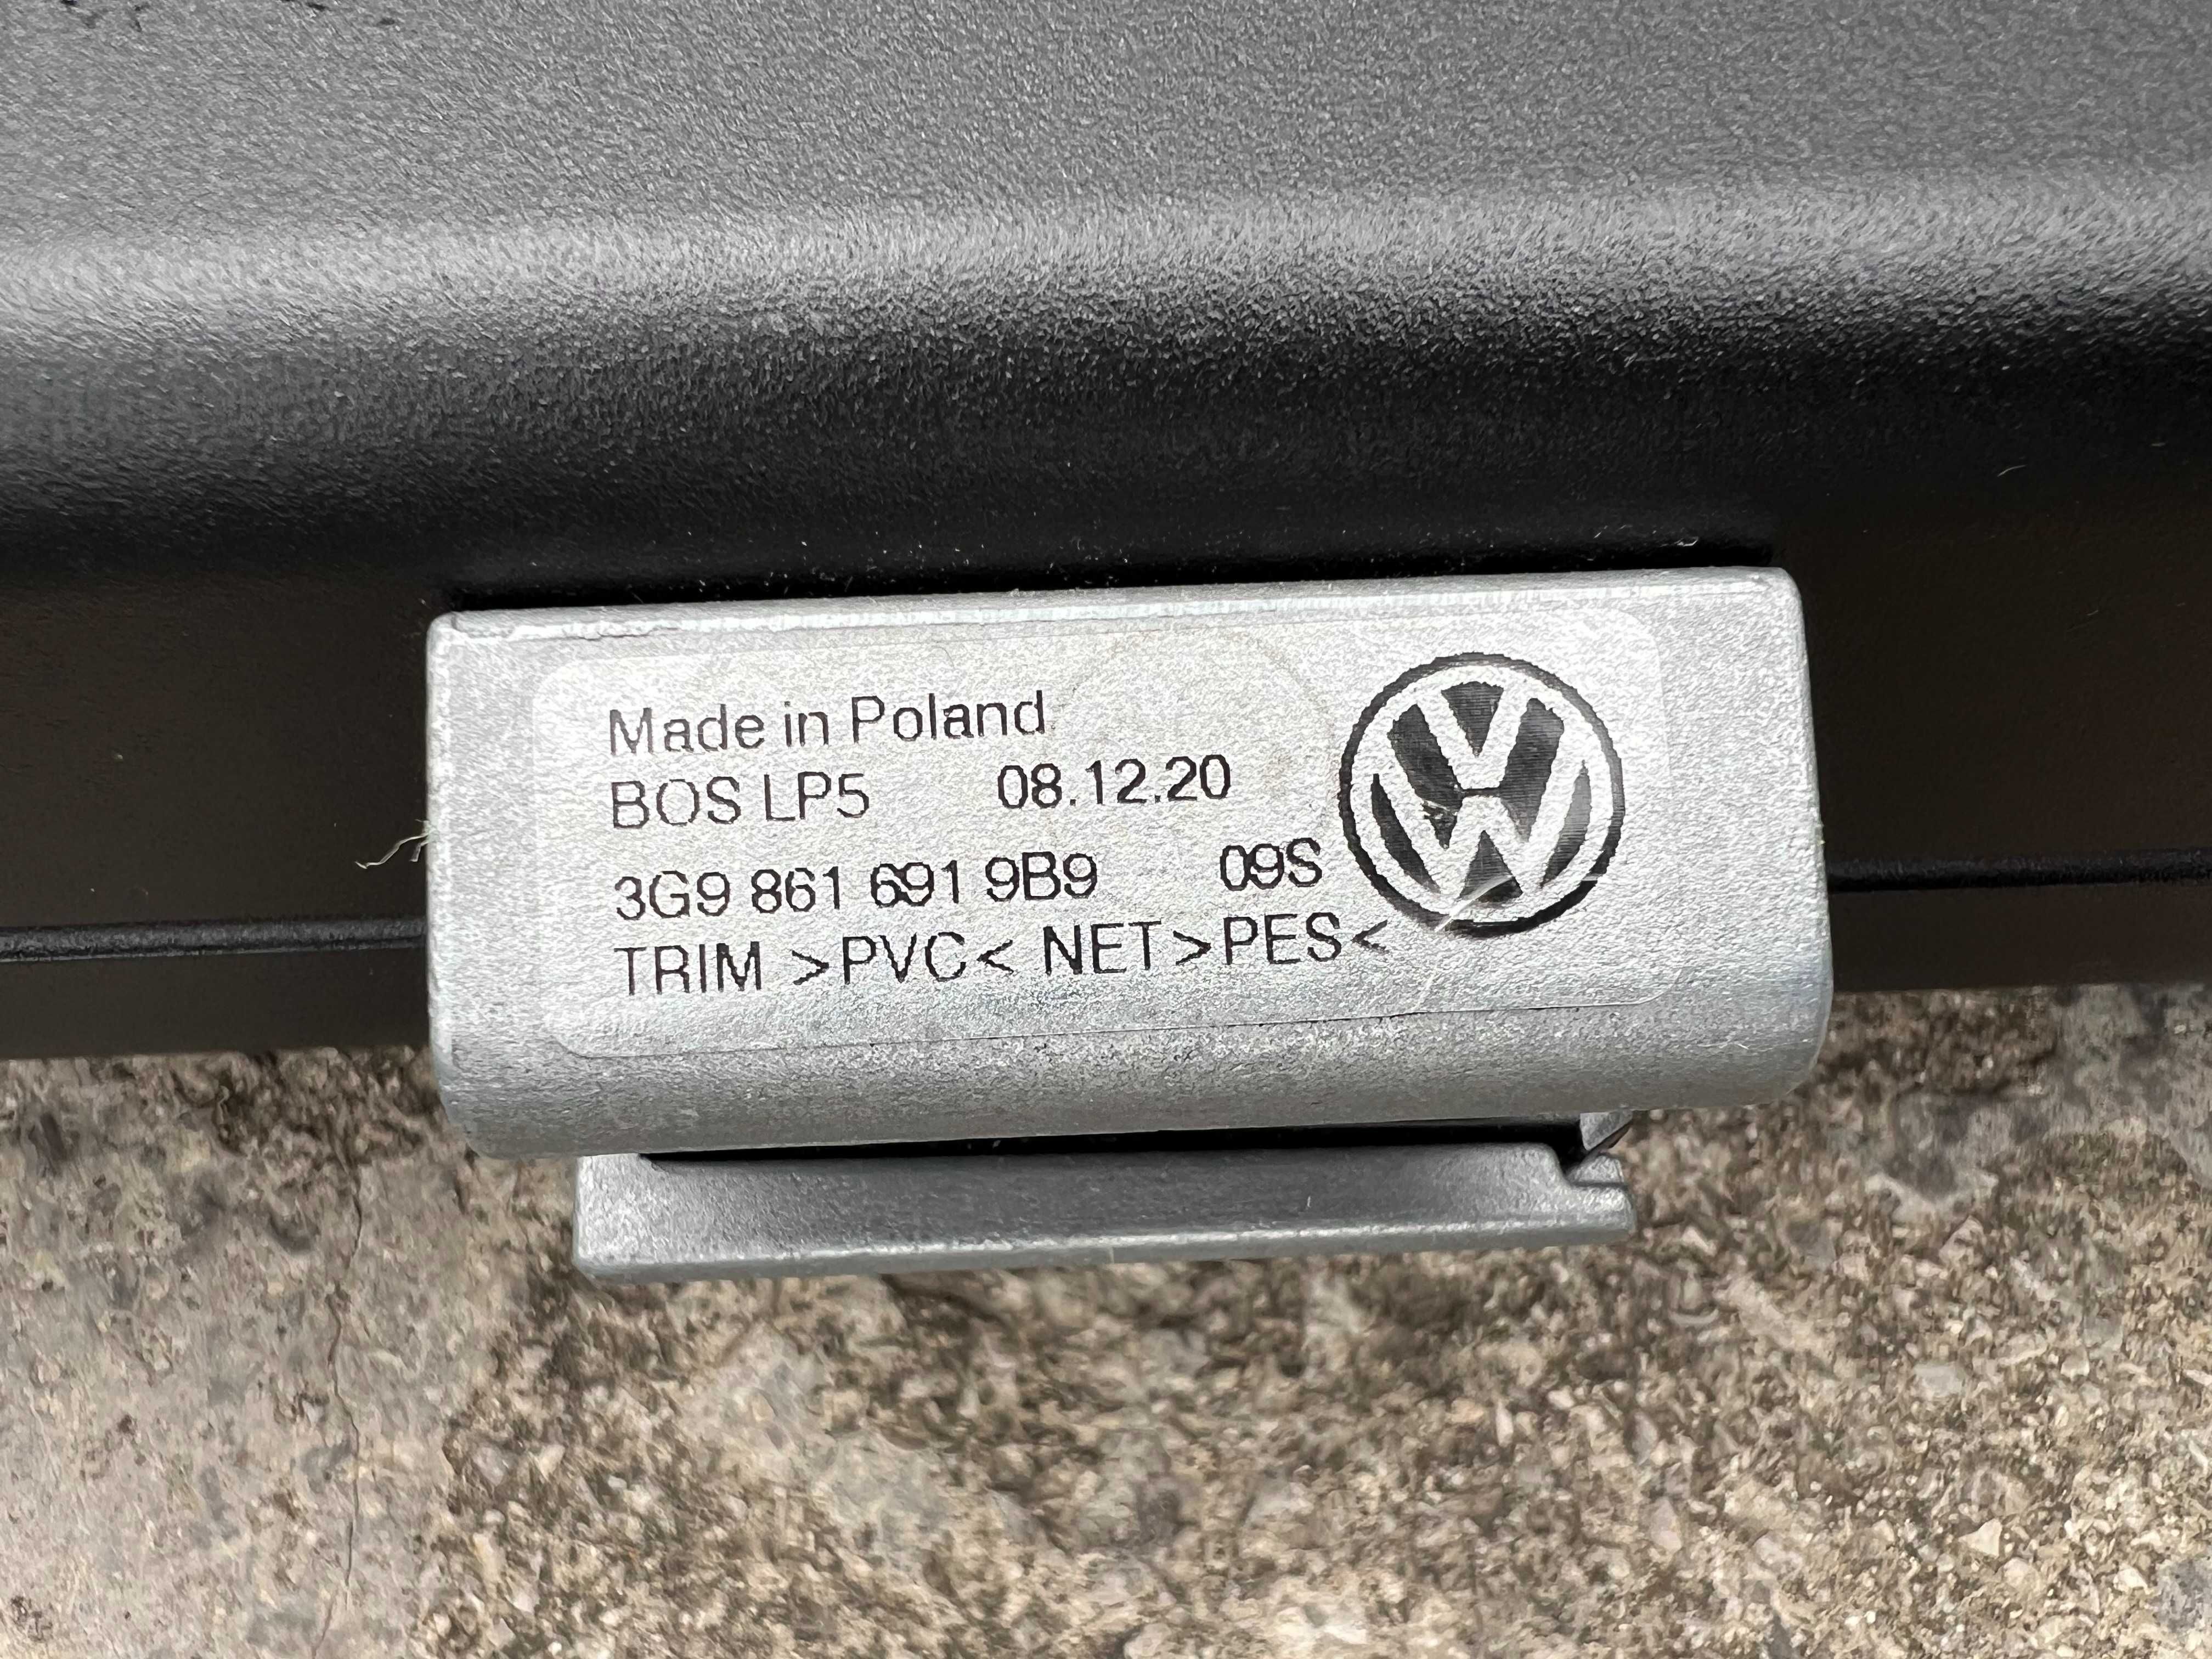 Made in Poland
BOS LP5 08.12.20
3G9 861 691 9B9 09S
TRIM >PVC< NET>PES<